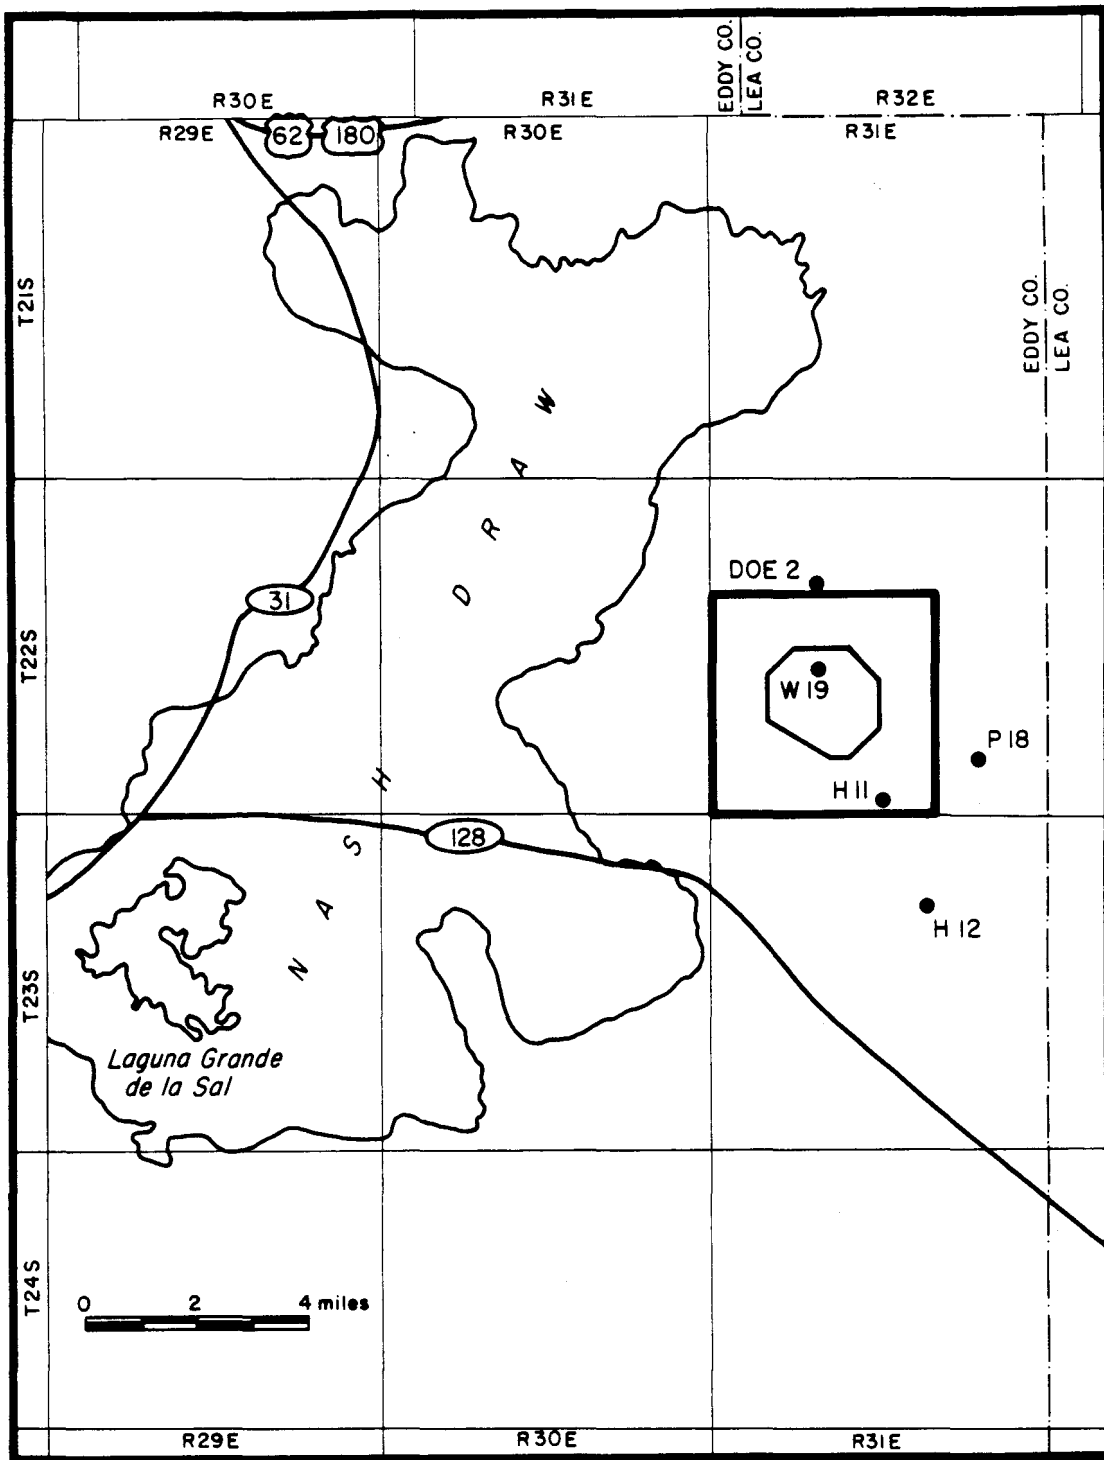 EDDY CO.
LEA CO.
R30E
R31E
R32E
R29E
62
180
R30E
R31E
T21S
EDDY CO.
LEA CO.
NASH DRAW
DOE 2
31
T22S
W 19
P 18
H 11
128
H 12
T23S
Laguna Grande
de la Sal
T24S
0 2 4 miles
R29E
R30E
R31E